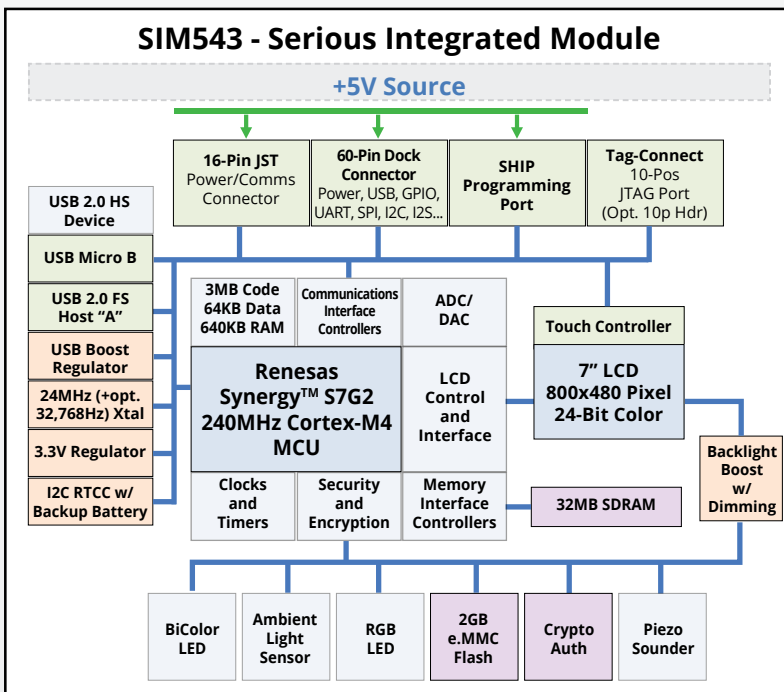 SIM543 - Serious Integrated Module
+5V Source
16-Pin JST
Power/Comms
Connector
60-Pin Dock
Connector
Power, USB, GPIO,
UART, SPI, I2C, I2S...
SHIP
Programming
Port
Tag-Connect
10-Pos
JTAG Port
(Opt. 10p Hdr)
USB 2.0 HS
Device
USB Micro B
USB 2.0 FS
Host “A”
USB Boost
Regulator
24MHz (+opt.
32,768Hz) Xtal
3.3V Regulator
I2C RTCC w/
Backup Battery
3MB Code
64KB Data
640KB RAM
Communications
Interface
Controllers
ADC/
DAC
Renesas
Synergy™ S7G2
240MHz Cortex-M4
MCU
LCD
Control
and
Interface
Clocks
and
Timers
Security
and
Encryption
Memory
Interface
Controllers
Touch Controller
7” LCD
800x480 Pixel
24-Bit Color
32MB SDRAM
Backlight
Boost
w/
Dimming
BiColor
LED
Ambient
Light
Sensor
RGB
LED
2GB
e.MMC
Flash
Crypto
Auth
Piezo
Sounder